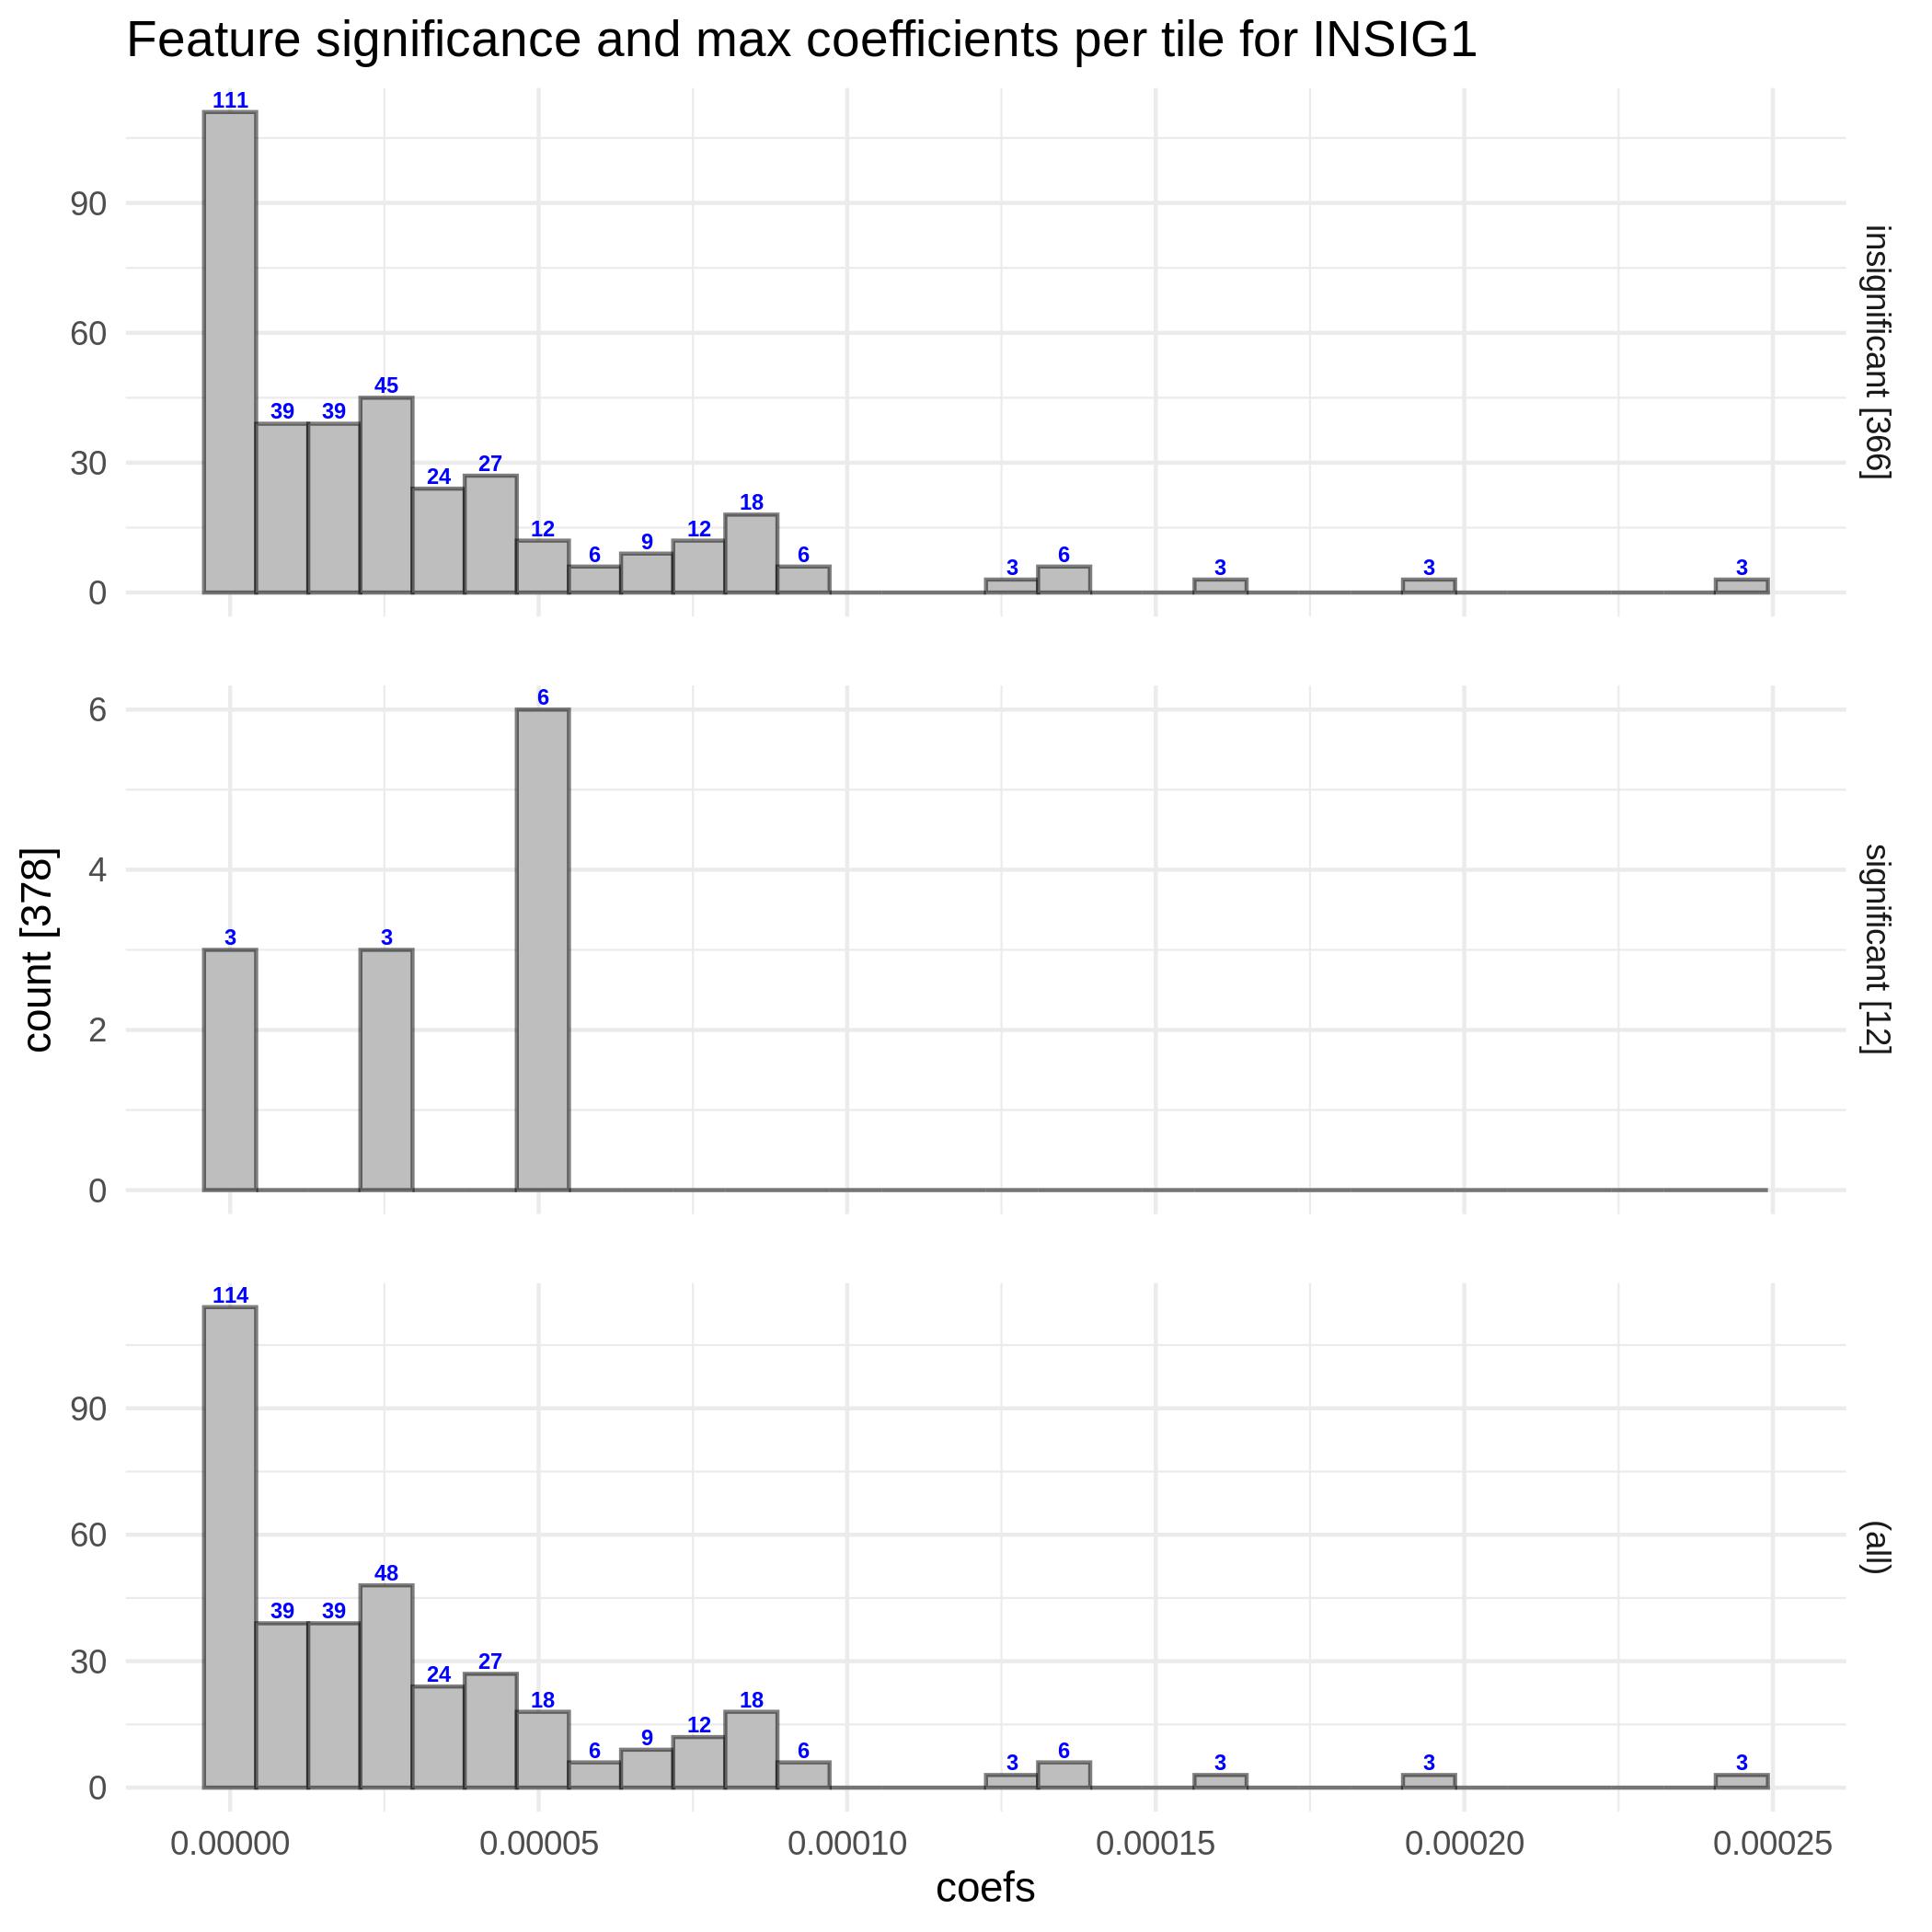 Feature significance and max coefficients per tile for INSIG1
111
39 39 45 24 27 12 6 9 12 18 6 3 6 3 3 3
90
60
30
0
insignificant [366]
3 3 6
6
4
2
0
significant [12]
count [378]
114
39 39 48 24 27 18 6 9 12 18 6 3 6 3 3 3
90
60
30
0
(all)
0.00000 0.00005 0.00010 0.00015 0.00020 0.00025
coefs